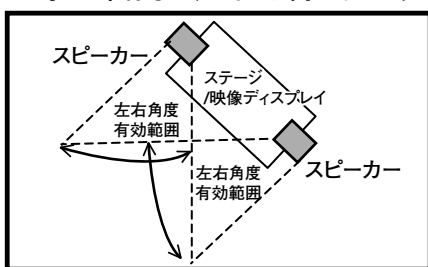 スピーカー
ステージ
/映像ディスプレイ
左右角度
有効範囲
左右角度
有効範囲
スピーカー